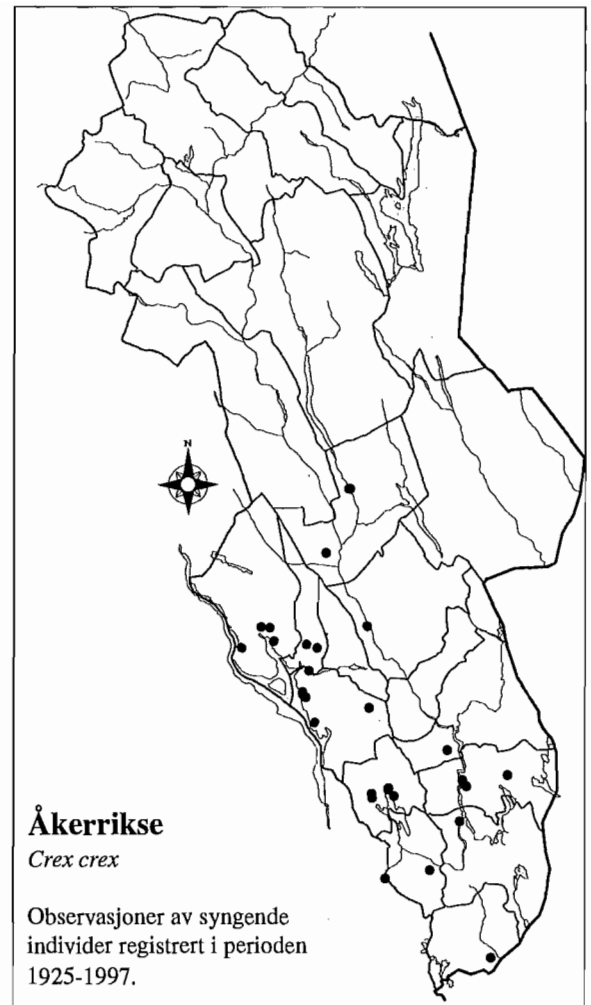 N
Åkerrikse
Crex crex
Observasjoner av syngende
individer registrert i perioden
1925-1997.